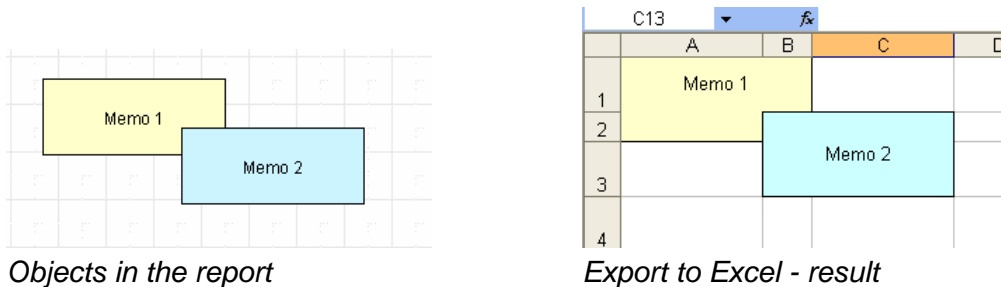 C13 fx
A B C D
Memo 1
1
2
Memo 2
3
4
Memo 1
Memo 2
Objects in the report
Export to Excel - result